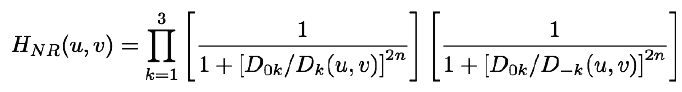 H_{NR}(u, v) = \prod_{k=1}^{3} \left[ \frac{1}{1 + [D_{0k}/D_k(u, v)]^{2n}} \right] \left[ \frac{1}{1 + [D_{0k}/D_{-k}(u, v)]^{2n}} \right]